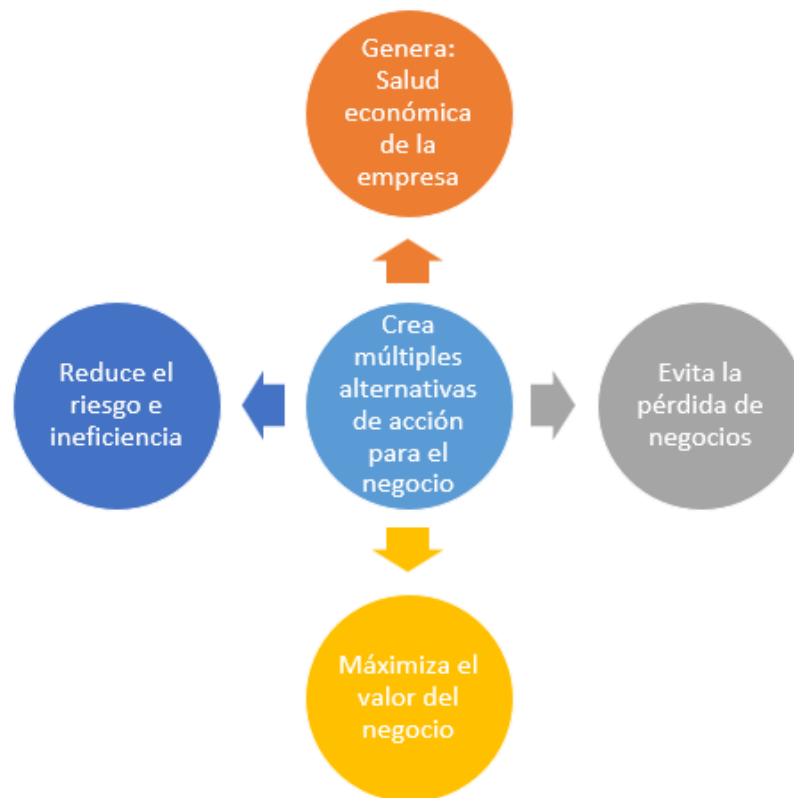 Genera:
Salud
económica
de la
empresa
Reduce el
riesgo e
ineficiencia
Crea
múltiples
alternativas
de acción
para el
negocio
Evita la
pérdida de
negocios
Máximiza el
valor del
negocio